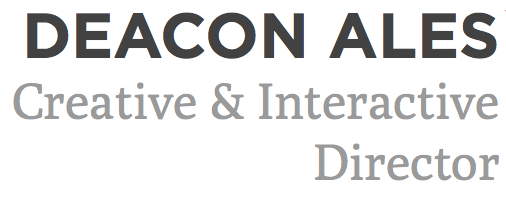 DEACON ALES
Creative & Interactive
Director